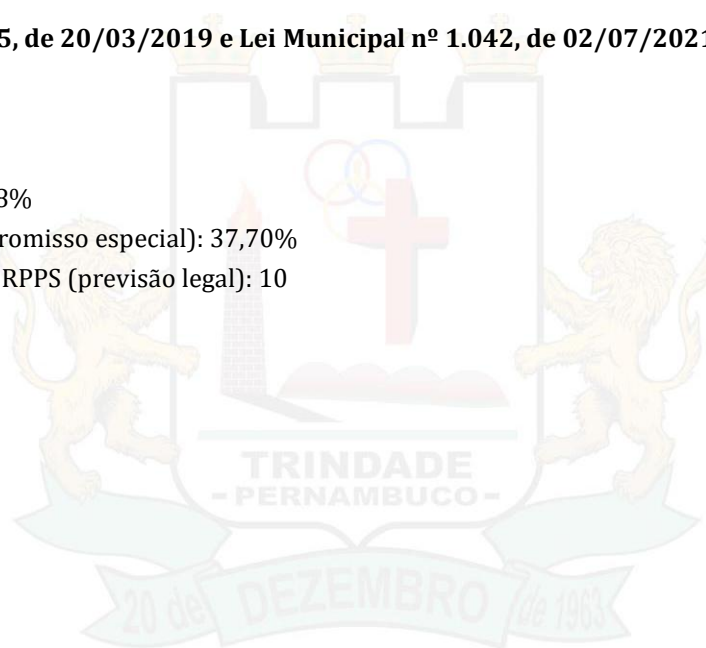 5, de 20/03/2019 e Lei Municipal nº 1.042, de 02/07/2021
8%
romisso especial): 37,70%
RPPS (previsão legal): 10
TRINDADE
- PERNAMBUCO -
20 de DEZEMBRO de 1963